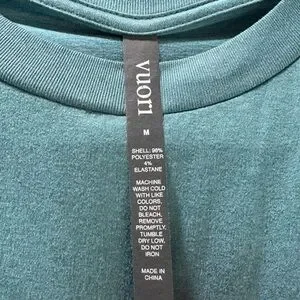 vuori
M
SHELL: 96%
POLYESTER
4%
ELASTANE
MACHINE
WASH COLD
WITH LIKE
COLORS,
DO NOT
BLEACH,
REMOVE
PROMPTLY,
TUMBLE
DRY LOW,
DO NOT
IRON
MADE IN
CHINA